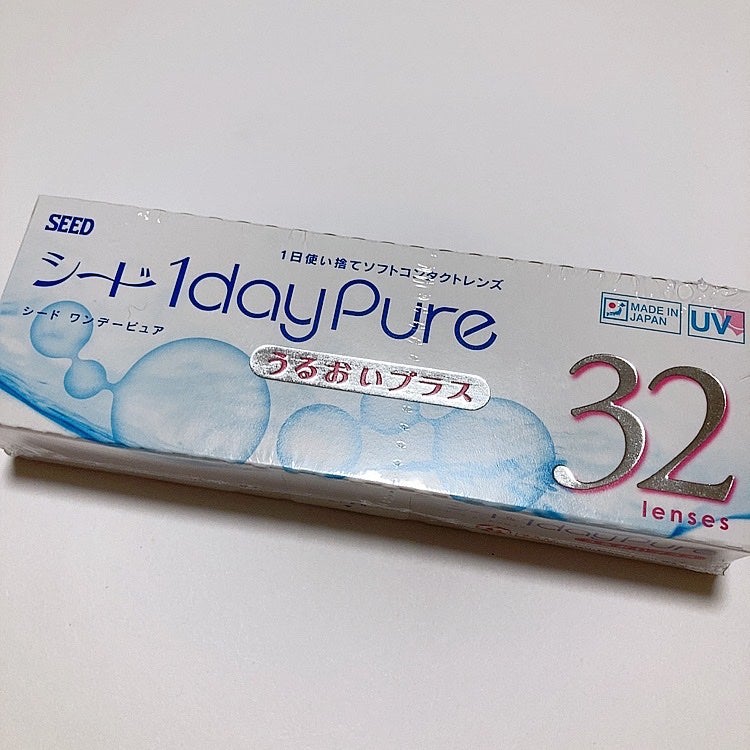 SEED
1日使い捨てソフトコンタクトレンズ
シード 1dayPure
シード ワンデーピュア
うるおいプラス
MADE IN
JAPAN
UV
32
lenses
1dayPure